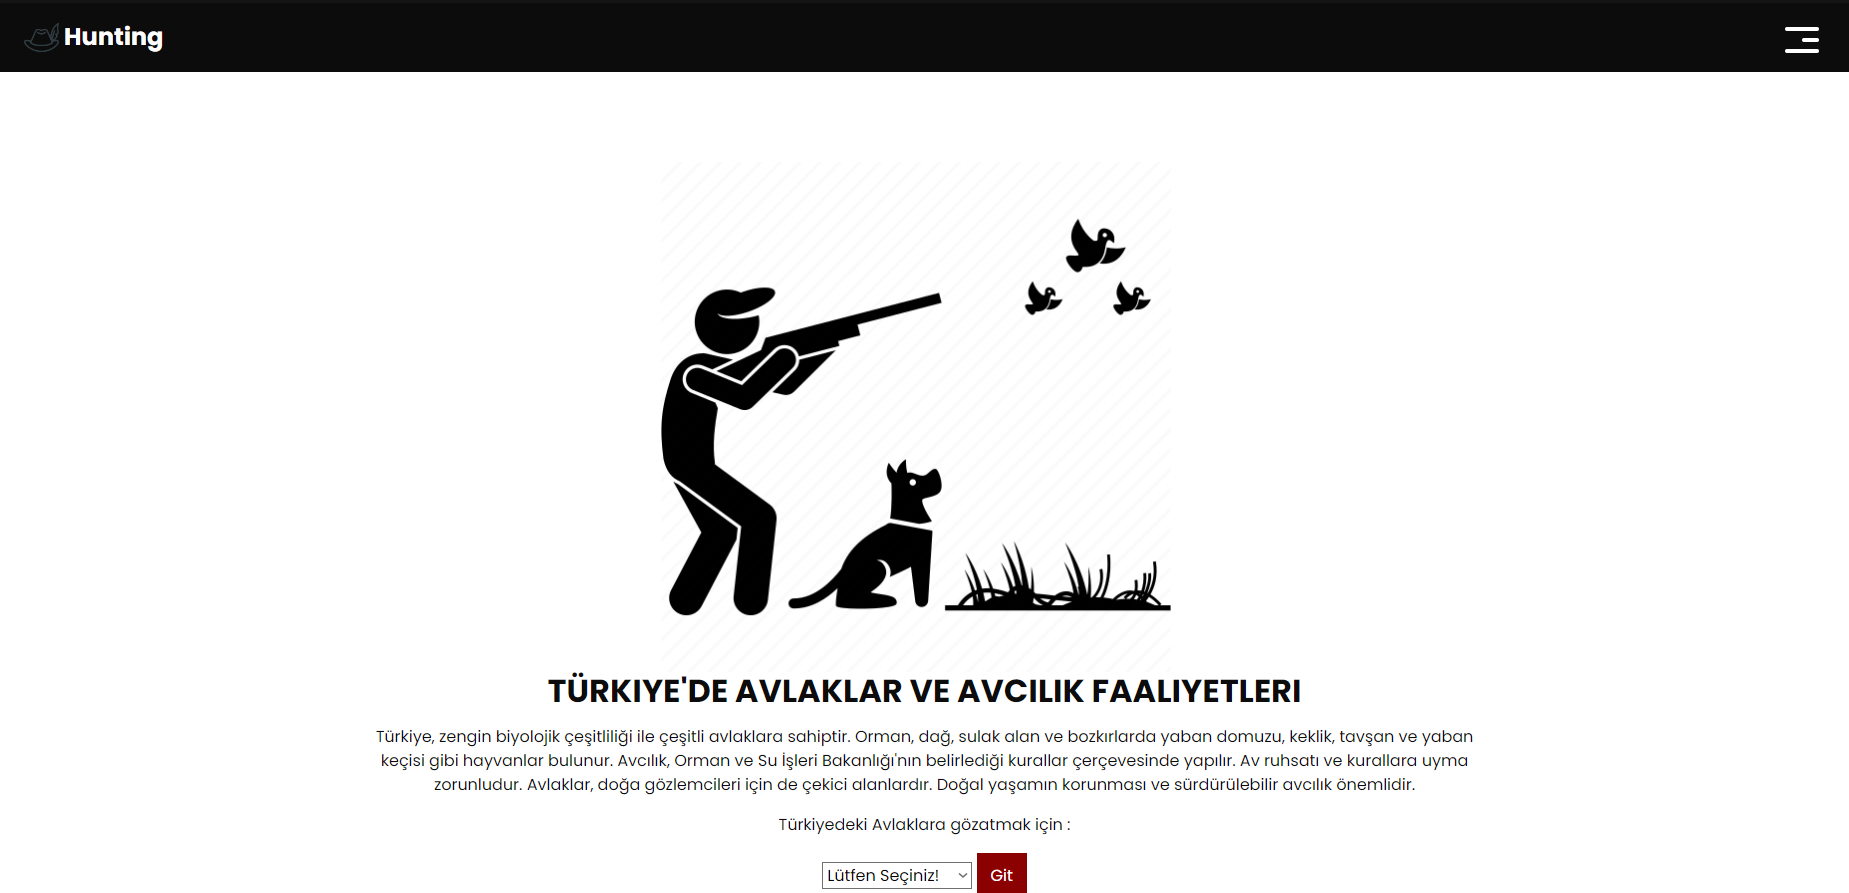 Hunting
TÜRKIYE'DE AVLAKLAR VE AVCILIK FAALIYETLERI
Türkiye, zengin biyolojik çeşitliliği ile çeşitli avlaklara sahiptir. Orman, dağ, sulak alan ve bozkırlarda yaban domuzu, keklik, tavşan ve yaban
keçisi gibi hayvanlar bulunur. Avcılık, Orman ve Su İşleri Bakanlığı'nın belirlediği kurallar çerçevesinde yapılır. Av ruhsatı ve kurallara uyma
zorunludur. Avlaklar, doğa gözlemcileri için de çekici alanlardır. Doğal yaşamın korunması ve sürdürülebilir avcılık önemlidir.
Türkiyedeki Avlaklara gözatmak için :
Lütfen Seçiniz! Git